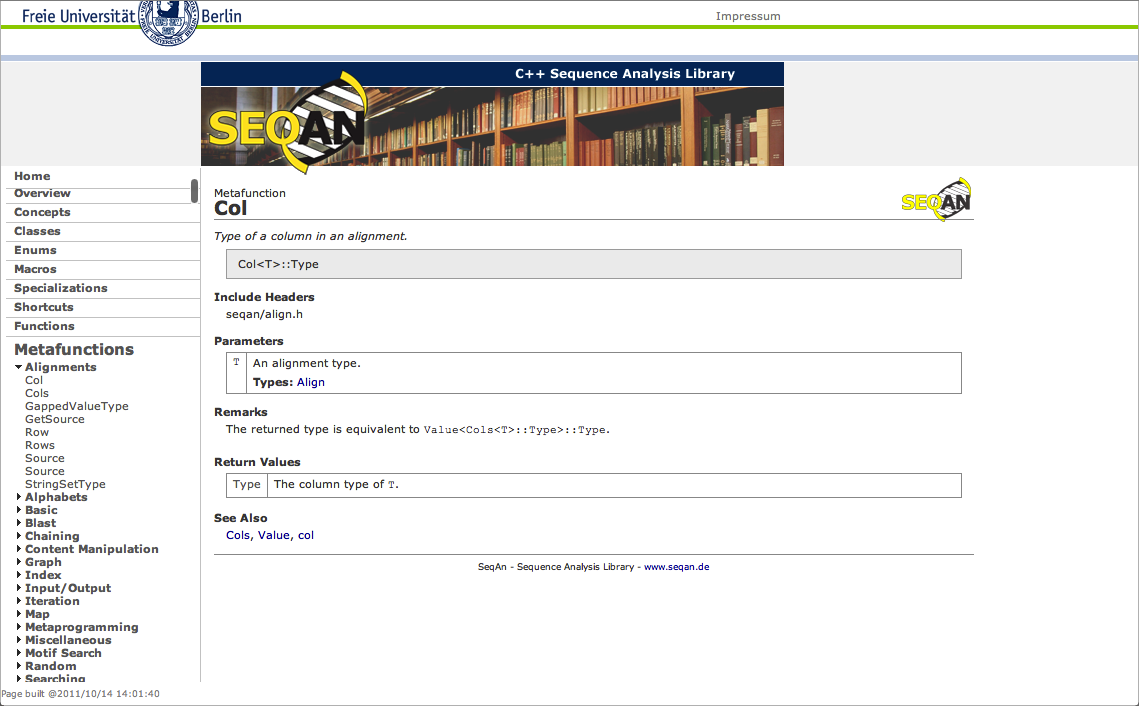 Freie Universität Berlin
Impressum
C++ Sequence Analysis Library
SEQAN
Home
Overview
Concepts
Classes
Enums
Macros
Specializations
Shortcuts
Functions
Metafunctions
Alignments
Col
Cols
GappedValueType
GetSource
Row
Rows
Source
Source
StringSetType
Alphabets
Basic
Blast
Chaining
Content Manipulation
Graph
Index
Input/Output
Iteration
Map
Metaprogramming
Miscellaneous
Motif Search
Random
Searching
Page built @2011/10/14 14:01:40
Metafunction
Col
SEQAN
Type of a column in an alignment.
Col<T>::Type
Include Headers
seqan/align.h
Parameters
T An alignment type.
Types: Align
Remarks
The returned type is equivalent to Value<Cols<T>::Type>::Type.
Return Values
Type The column type of T.
See Also
Cols, Value, col
SeqAn - Sequence Analysis Library - www.seqan.de